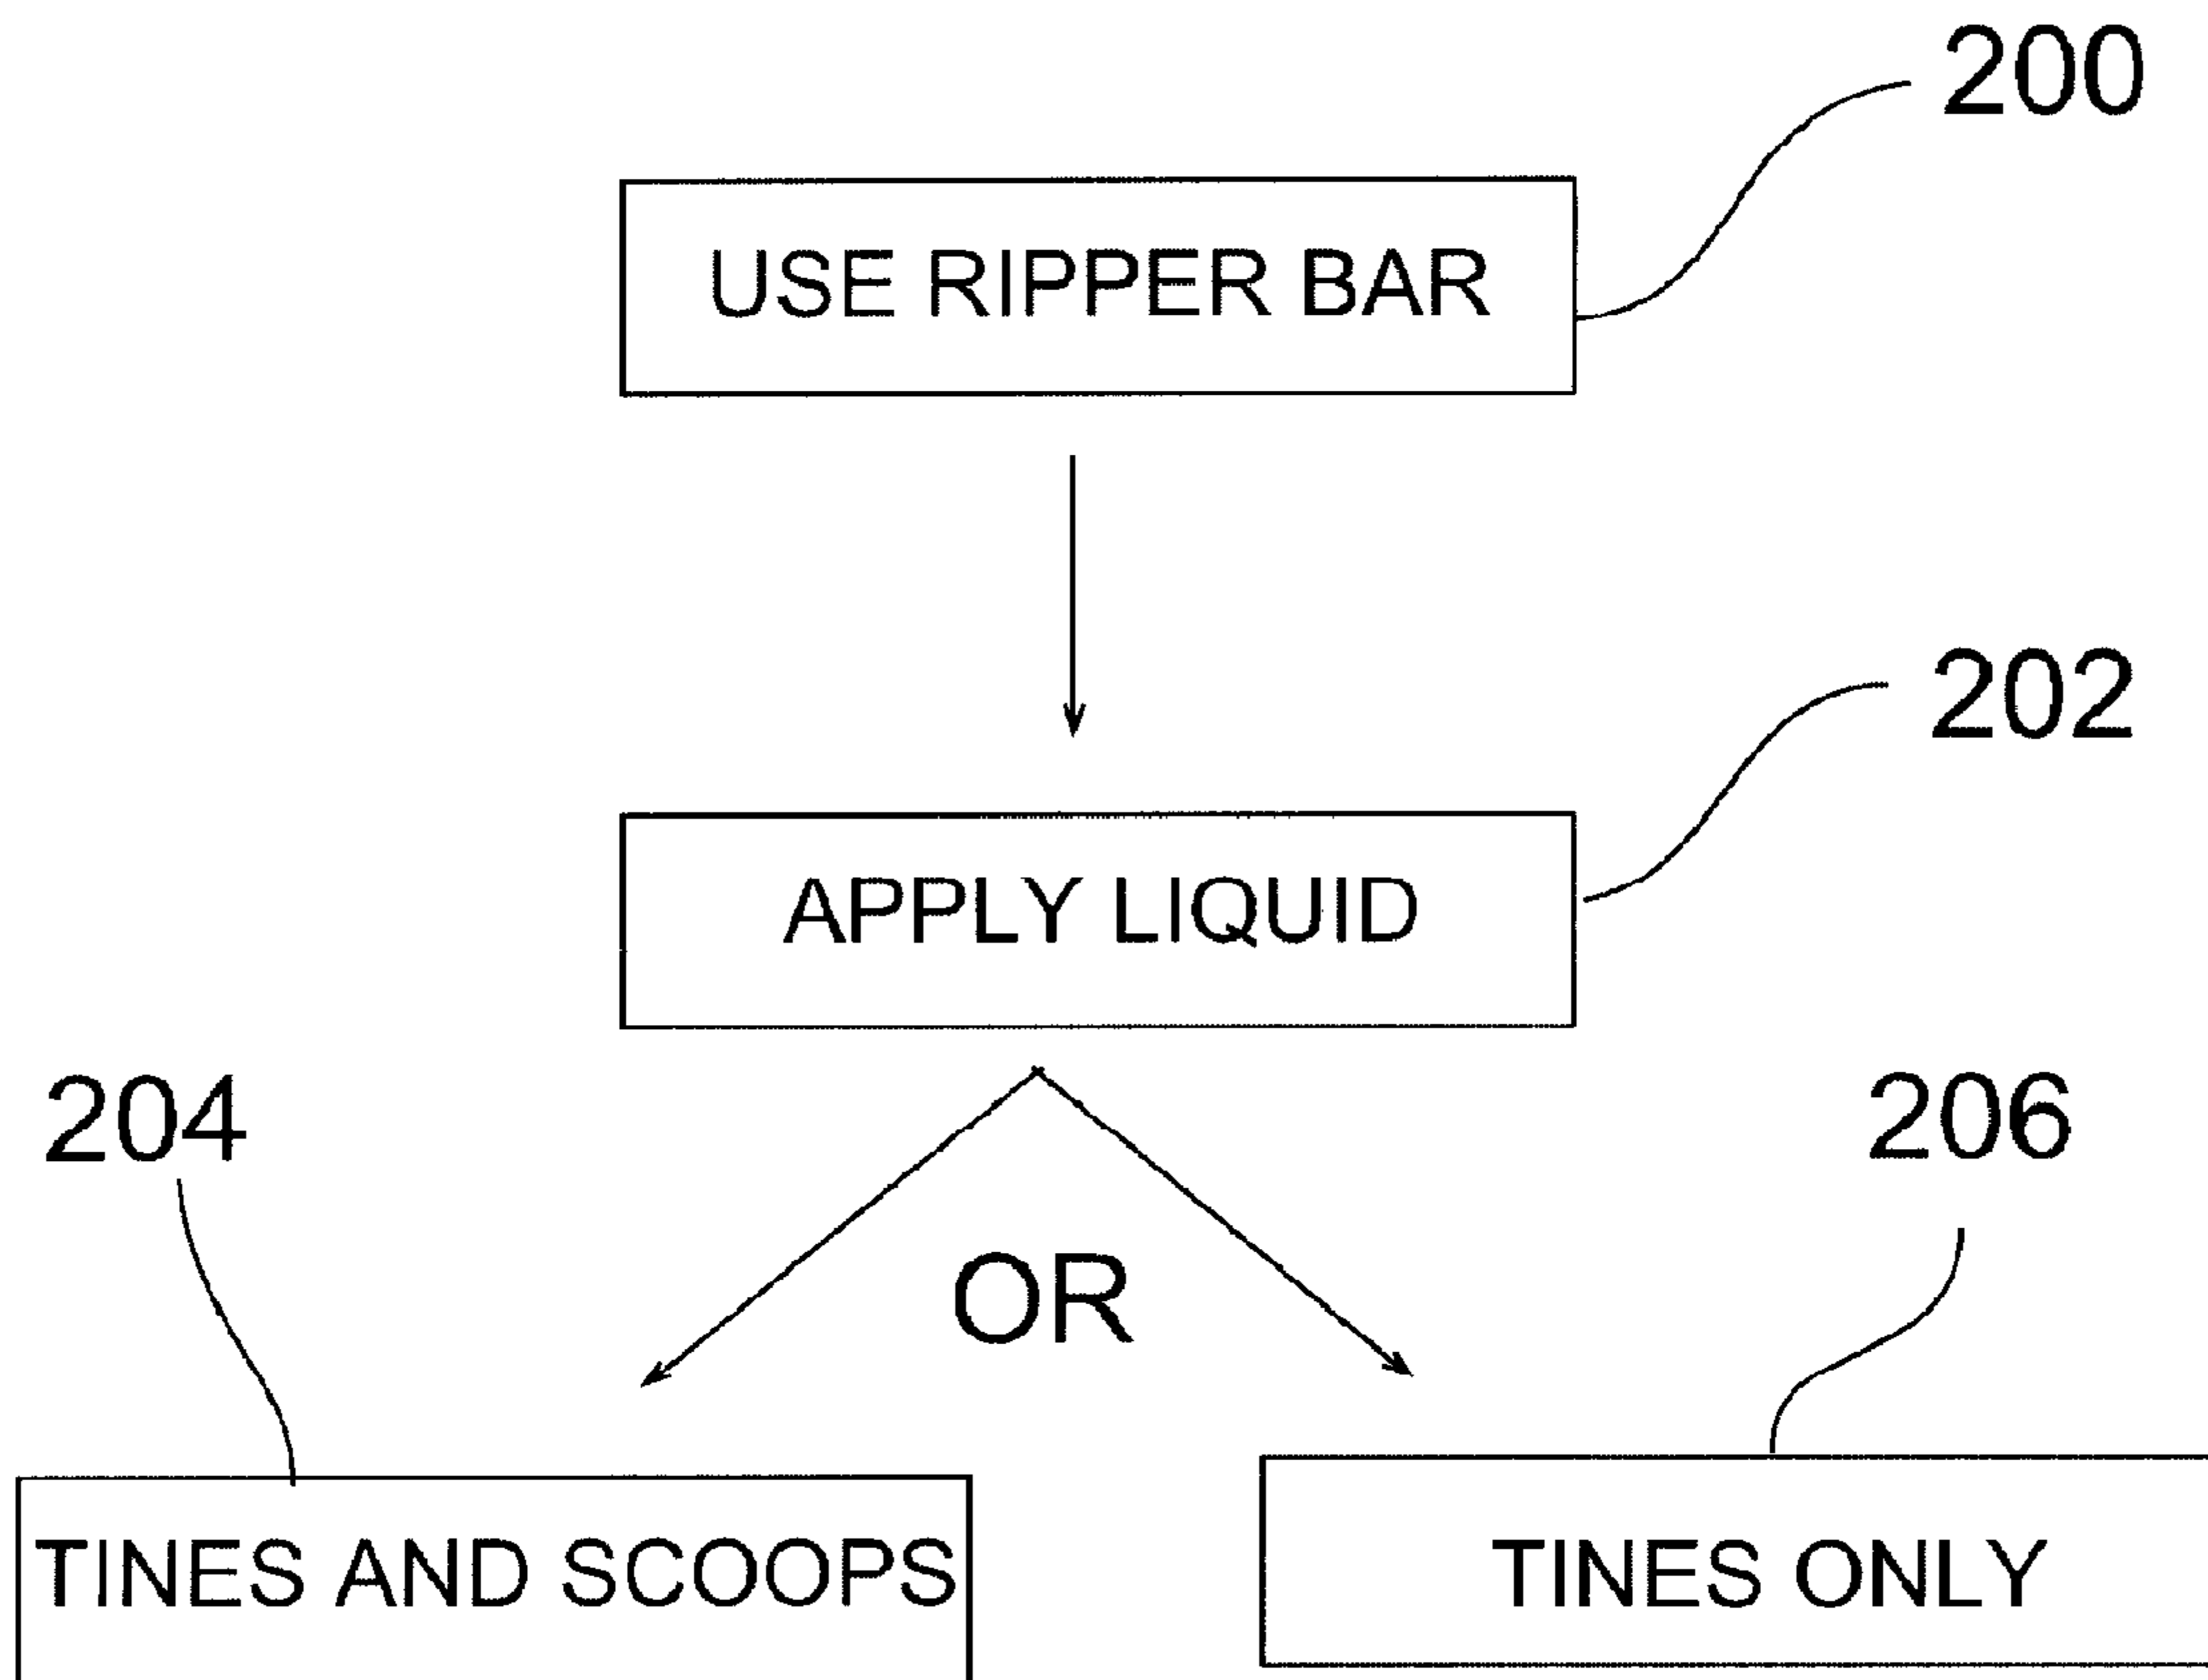 200
USE RIPPER BAR
202
APPLY LIQUID
204
206
OR
TINES AND SCOOPS
TINES ONLY